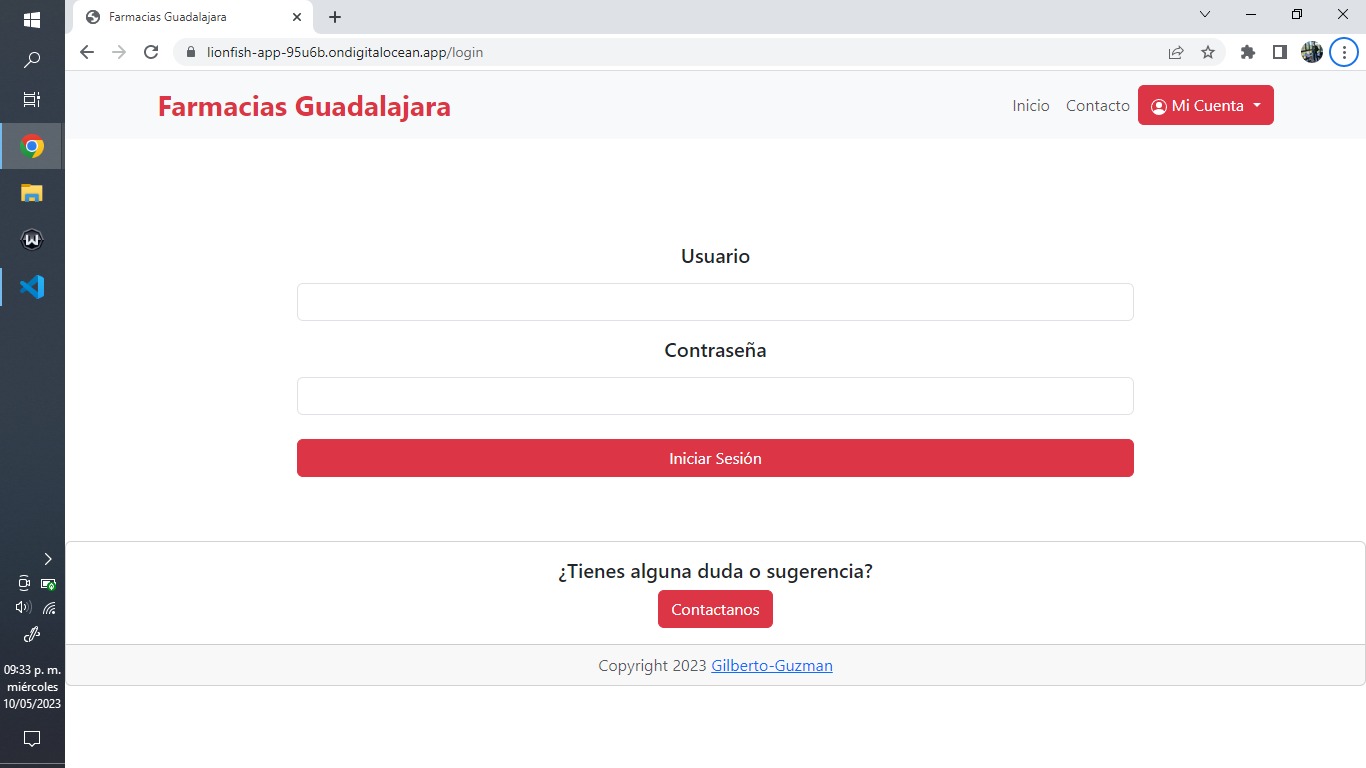 Farmacias Guadalajara
lionfish-app-95u6b.ondigitalocean.app/login
Farmacias Guadalajara
Inicio
Contacto
Mi Cuenta
Usuario
Contraseña
Iniciar Sesión
¿Tienes alguna duda o sugerencia?
Contactanos
Copyright 2023 Gilberto-Guzman
09:33 p. m.
miércoles
10/05/2023